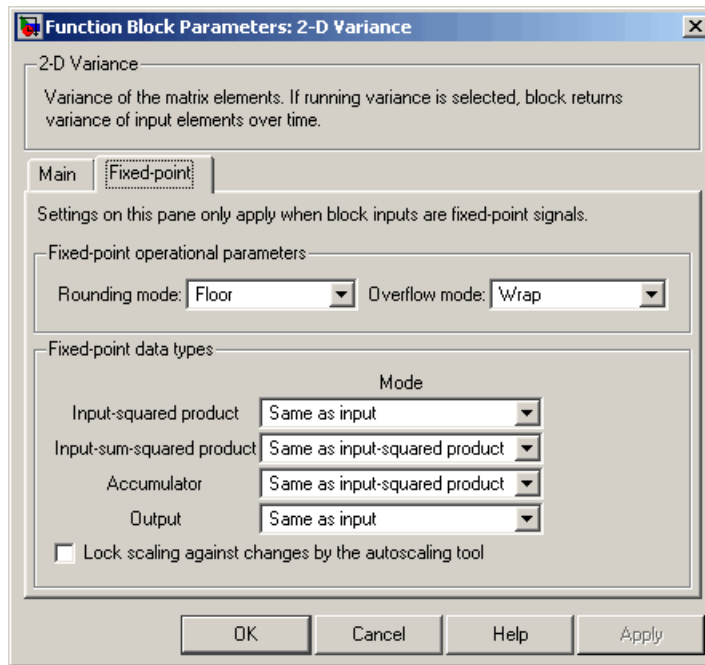 Function Block Parameters: 2-D Variance
2-D Variance
Variance of the matrix elements. If running variance is selected, block returns
variance of input elements over time.
Main Fixed-point
Settings on this pane only apply when block inputs are fixed-point signals.
Fixed-point operational parameters
Rounding mode: Floor Overflow mode: Wrap
Fixed-point data types
Mode
Input-squared product Same as input
Input-sum-squared product Same as input-squared product
Accumulator Same as input-squared product
Output Same as input
Lock scaling against changes by the autoscaling tool
OK Cancel Help Apply